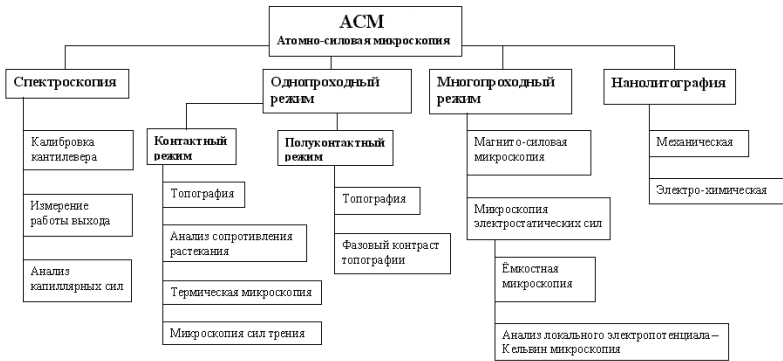 АСМ
Атомно-силовая микроскопия
Спектроскопия
Калибровка
кантилевера
Измерение
работы выхода
Анализ
капиллярных сил
Однопроходный
режим
Контактный
режим
Топография
Анализ сопротивления
растекания
Термическая микроскопия
Микроскопия сил трения
Полуконтактный
режим
Топография
Фазовый контраст
топографии
Многопроходный
режим
Магнито-силовая
микроскопия
Микроскопия
электростатических сил
Ёмкостная
микроскопия
Анализ локального электропотенциала–
Кельвин микроскопия
Нанолитография
Механическая
Электро-химическая